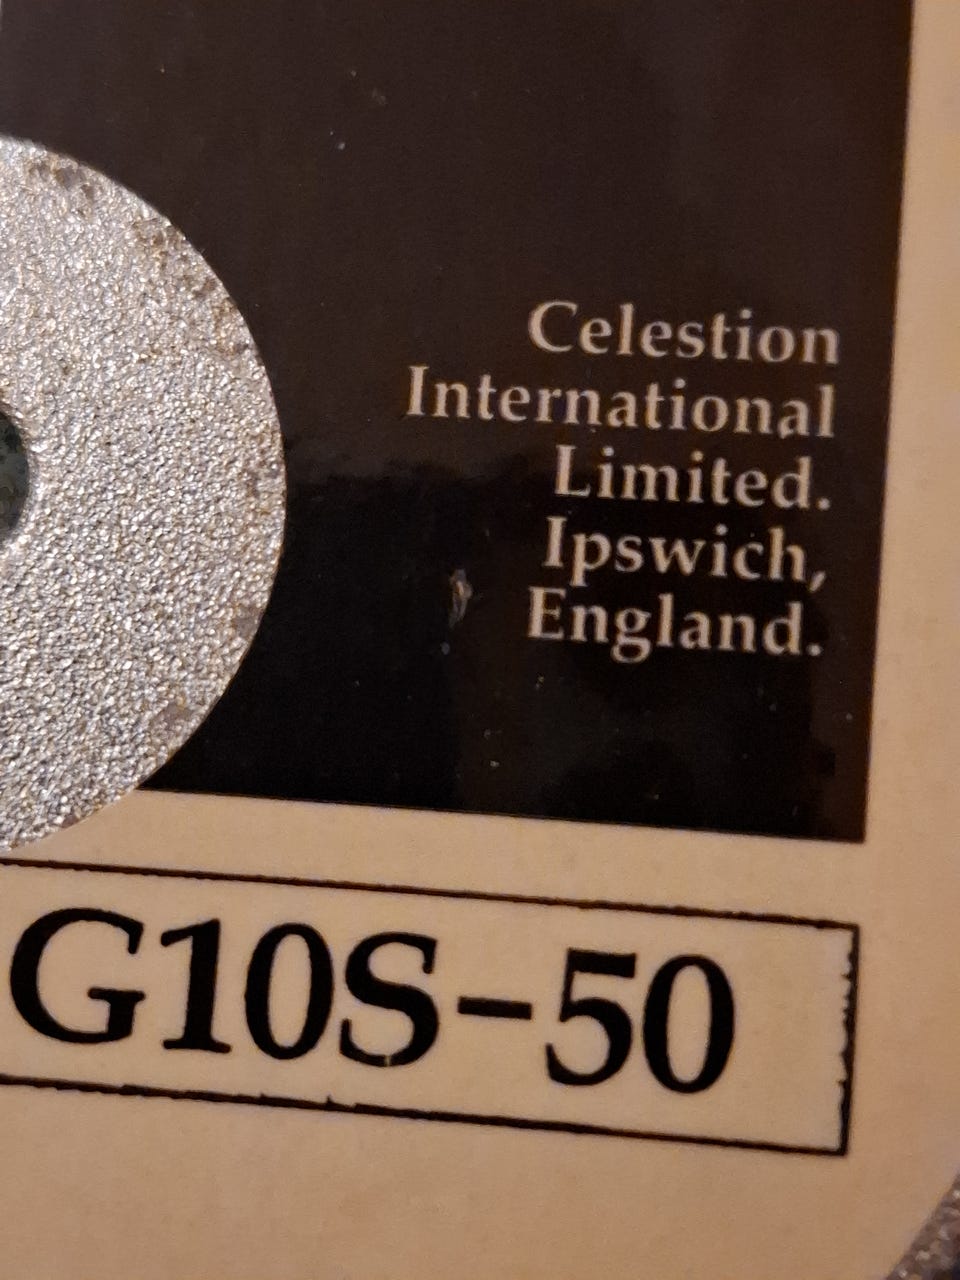 Celestion
International
Limited.
Ipswich,
England.
G10S-50